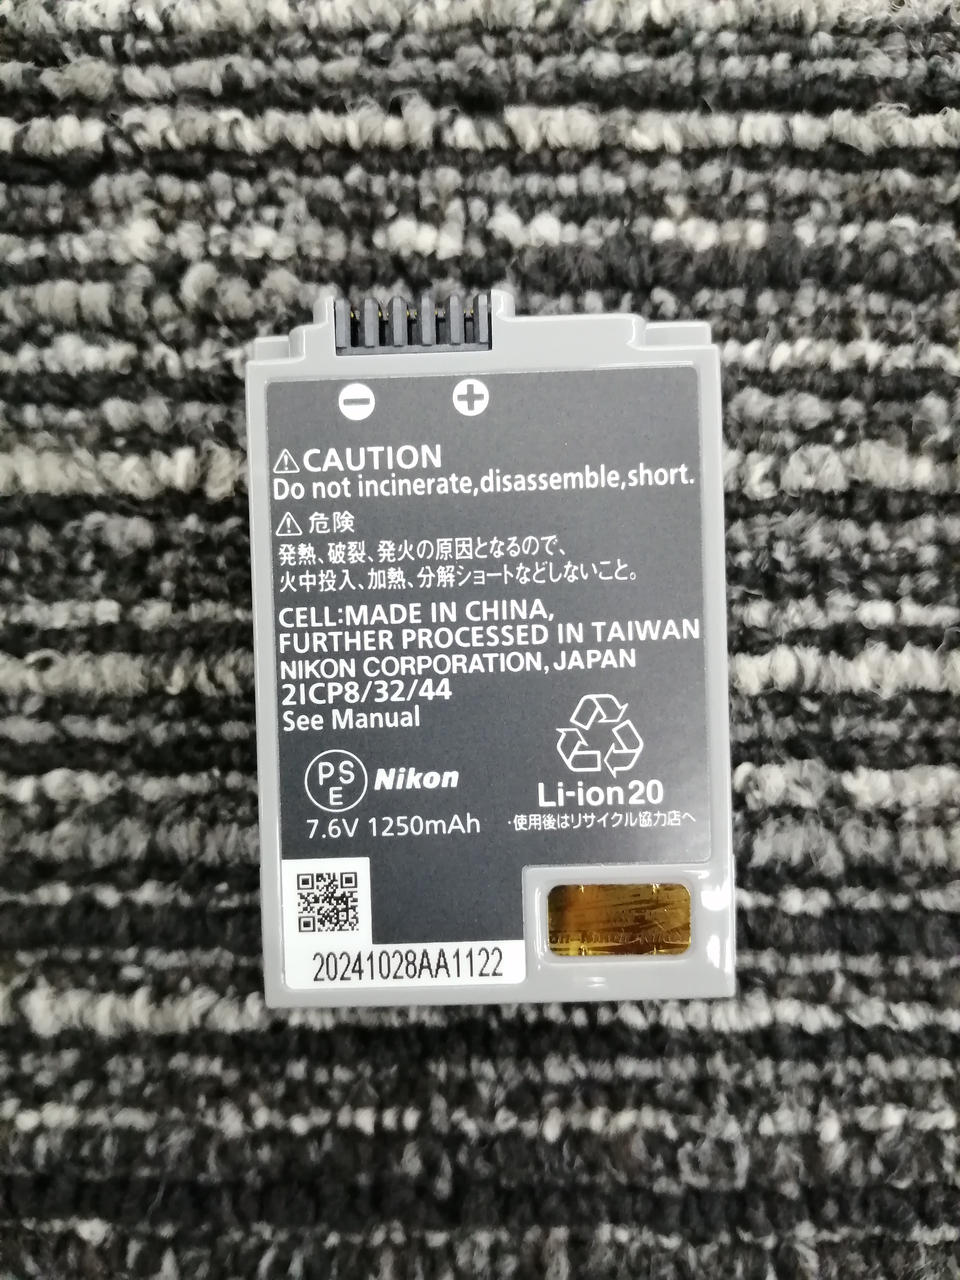 CAUTION
Do not incinerate,disassemble,short.
危険
発熱、破裂、発火の原因となるので、
火中投入、加熱、分解ショートなどしないこと。
CELL:MADE IN CHINA,
FURTHER PROCESSED IN TAIWAN
NIKON CORPORATION, JAPAN
2ICP8/32/44
See Manual
PS
E
Nikon
Li-ion20
7.6V 1250mAh
・使用後はリサイクル協力店へ
20241028AA1122